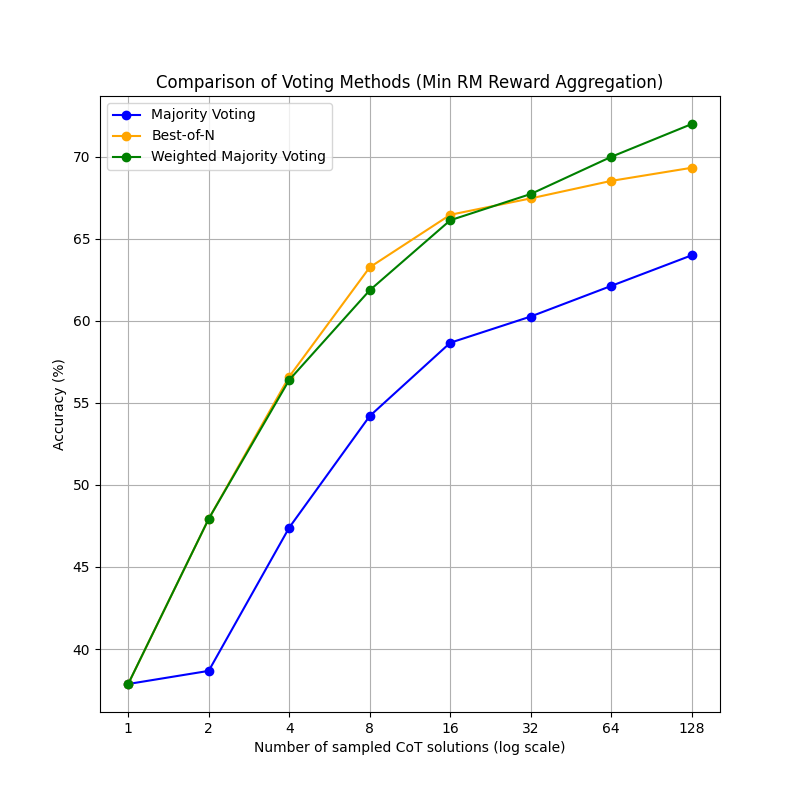 Comparison of Voting Methods (Min RM Reward Aggregation)
Majority Voting
Best-of-N
Weighted Majority Voting
Accuracy (%)
70
65
60
55
50
45
40
1 2 4 8 16 32 64 128
Number of sampled CoT solutions (log scale)